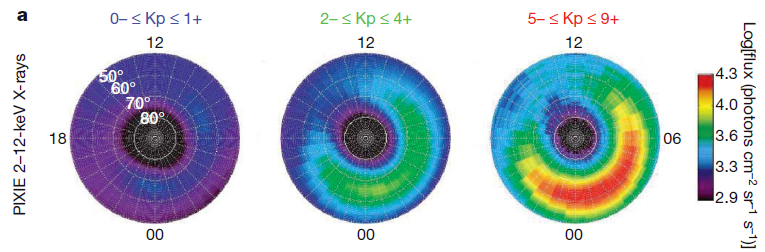 a
0– ≤ Kp ≤ 1+
2– ≤ Kp ≤ 4+
5– ≤ Kp ≤ 9+
12
12
12
PIXIE 2–12-keV X-rays
50°
60°
70°
80°
18
06
00
00
00
4.3
4.0
3.6
3.3
2.9
Log[flux (photons cm⁻² sr⁻¹ s⁻¹)]